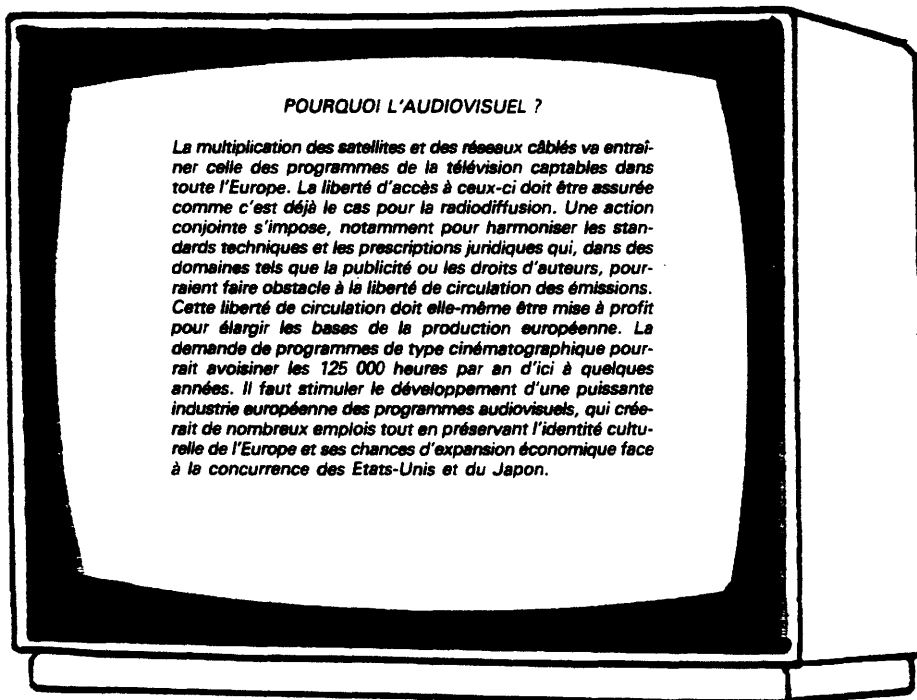 POURQUOI L'AUDIOVISUEL ?
La multiplication des satellites et des réseaux câblés va entraî-
ner celle des programmes de la télévision captables dans
toute l'Europe. La liberté d'accès à ceux-ci doit être assurée
comme c'est déjà le cas pour la radiodiffusion. Une action
conjointe s'impose, notamment pour harmoniser les stan-
dards techniques et les prescriptions juridiques qui, dans des
domaines tels que la publicité ou les droits d'auteurs, pour-
raient faire obstacle à la liberté de circulation des émissions.
Cette liberté de circulation doit elle-même être mise à profit
pour élargir les bases de la production européenne. La
demande de programmes de type cinématographique pour-
rait avoisiner les 125 000 heures par an d'ici à quelques
années. Il faut stimuler le développement d'une puissante
industrie européenne des programmes audiovisuels, qui crée-
rait de nombreux emplois tout en préservant l'identité cultu-
relle de l'Europe et ses chances d'expansion économique face
à la concurrence des Etats-Unis et du Japon.